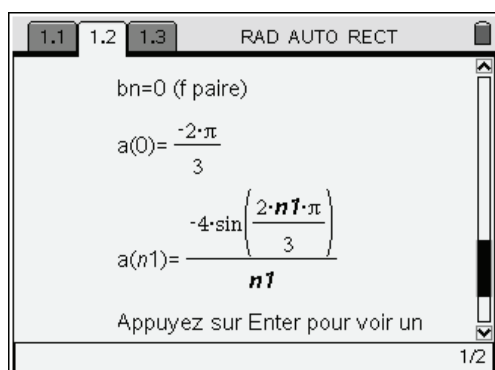 1.1 1.2 1.3 RAD AUTO RECT
bn=0 (f paire)
a(0)= -2·π/3
a(n1)= -4·sin(2·n1·π/3)/n1
Appuyez sur Enter pour voir un
1/2